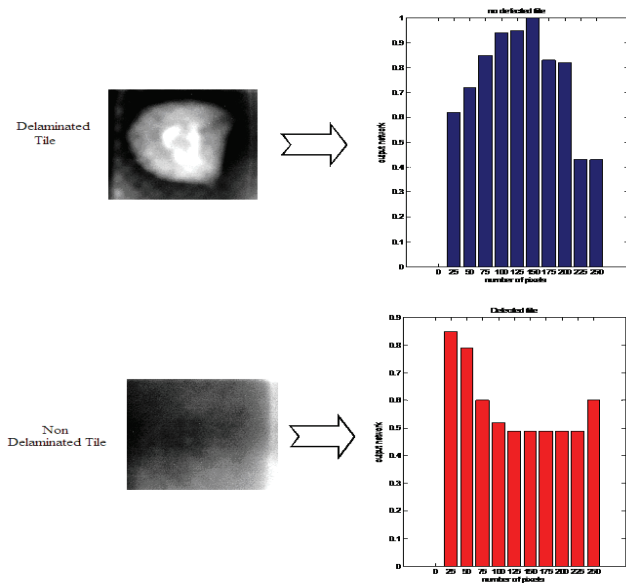 no defected tile
1
0.9
0.8
0.7
0.6
0.5
0.4
0.3
0.2
0.1
0
output network
0 25 50 75 100 125 150 175 200 225 250
number of pixels
Delaminated
Tile
Defected tile
0.9
0.8
0.7
0.6
0.5
0.4
0.3
0.2
0.1
0
output network
0 25 50 75 100 125 150 175 200 225 250
number of pixels
Non
Delaminated Tile